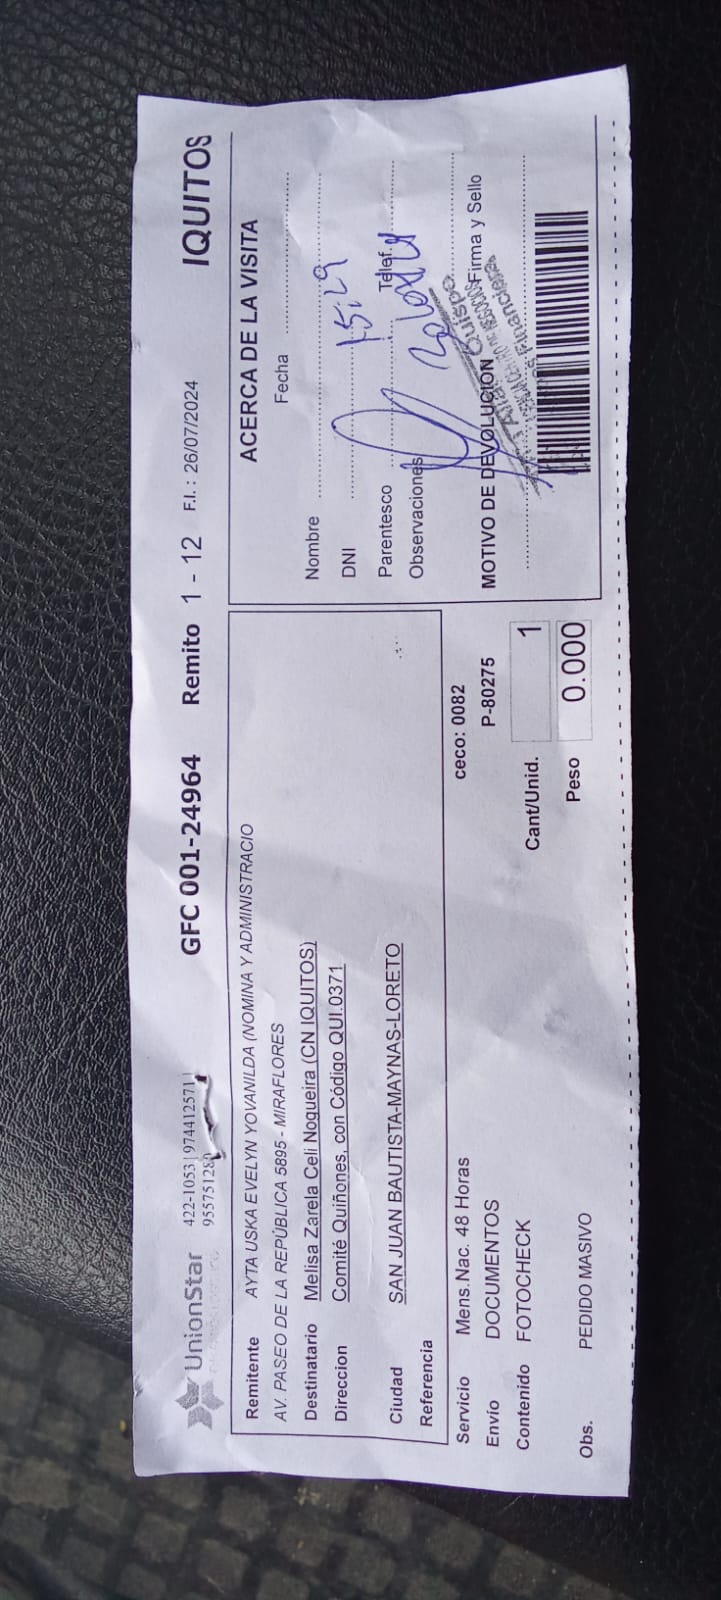 UnionStar
422-1053|974412571|
GFC 001-24964 Remito 1 - 12 F.I.: 26/07/2024 IQUITOS
Remitente AYTA USKA EVELYN YOVANILDA (NOMINA Y ADMINISTRACIO
AV. PASEO DE LA REPÚBLICA 5895 - MIRAFLORES
Destinatario Melisa Zarela Celi Nogueira (CN IQUITOS)
Direccion Comité Quiñones, con Código QUI.0371
Ciudad SAN JUAN BAUTISTA-MAYNAS-LORETO
Referencia
Servicio Mens.Nac. 48 Horas ceco: 0082
Envío DOCUMENTOS P-80275
Contenido FOTOCHECK Cant/Unid. 1
Peso 0.000
Obs. PEDIDO MASIVO
ACERCA DE LA VISITA
Fecha
Nombre
DNI 15:29
Parentesco Telef.
Observaciones
MOTIVO DE DEVOLUCION Firma y Sello
Quispe
Financiera